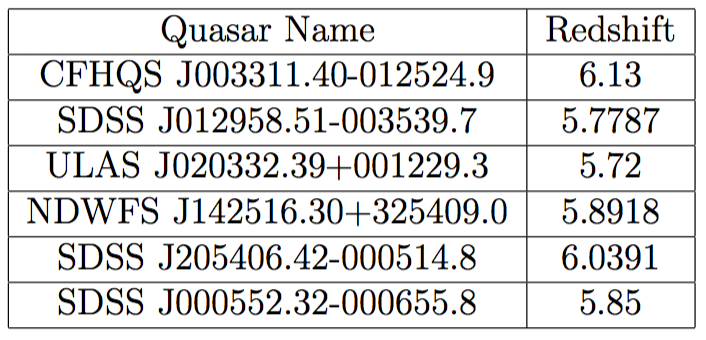 Quasar Name Redshift
CFHQS J003311.40-012524.9 6.13
SDSS J012958.51-003539.7 5.7787
ULAS J020332.39+001229.3 5.72
NDWFS J142516.30+325409.0 5.8918
SDSS J205406.42-000514.8 6.0391
SDSS J000552.32-000655.8 5.85